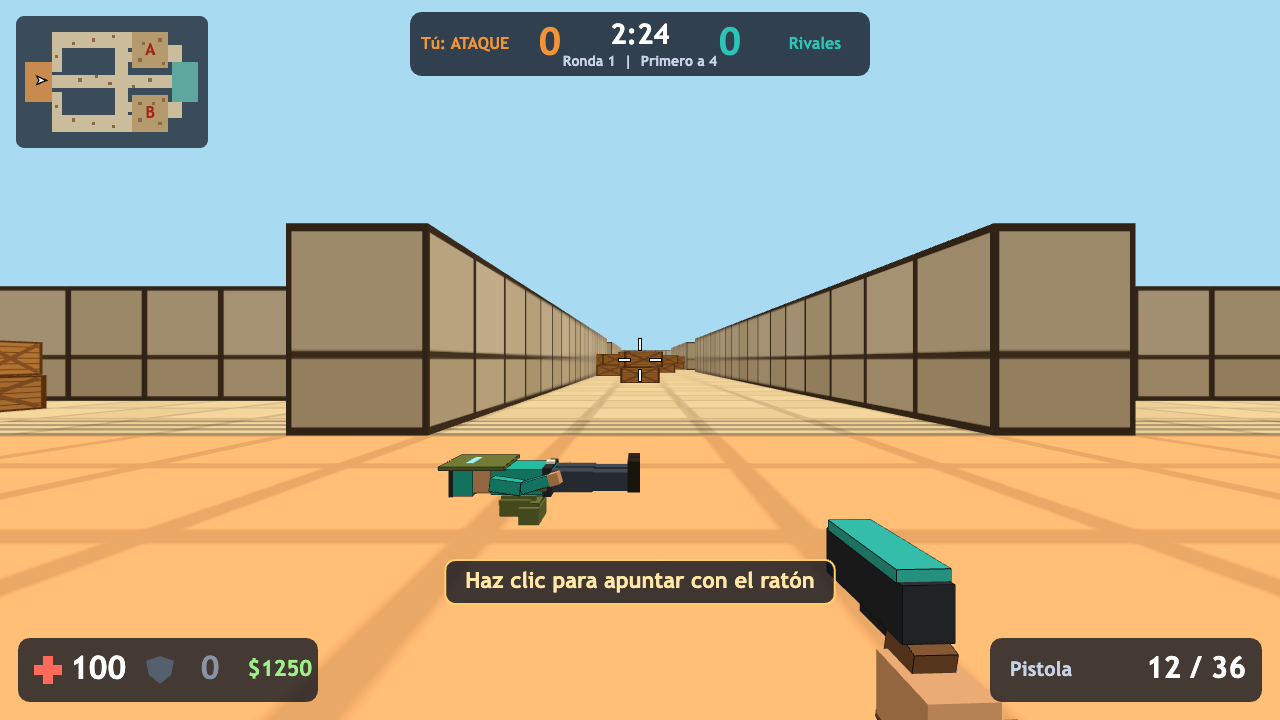 A
B
Tú: ATAQUE 0 2:24 0 Rivales
Ronda 1 | Primero a 4
Haz clic para apuntar con el ratón
100 0 $1250
Pistola 12 / 36